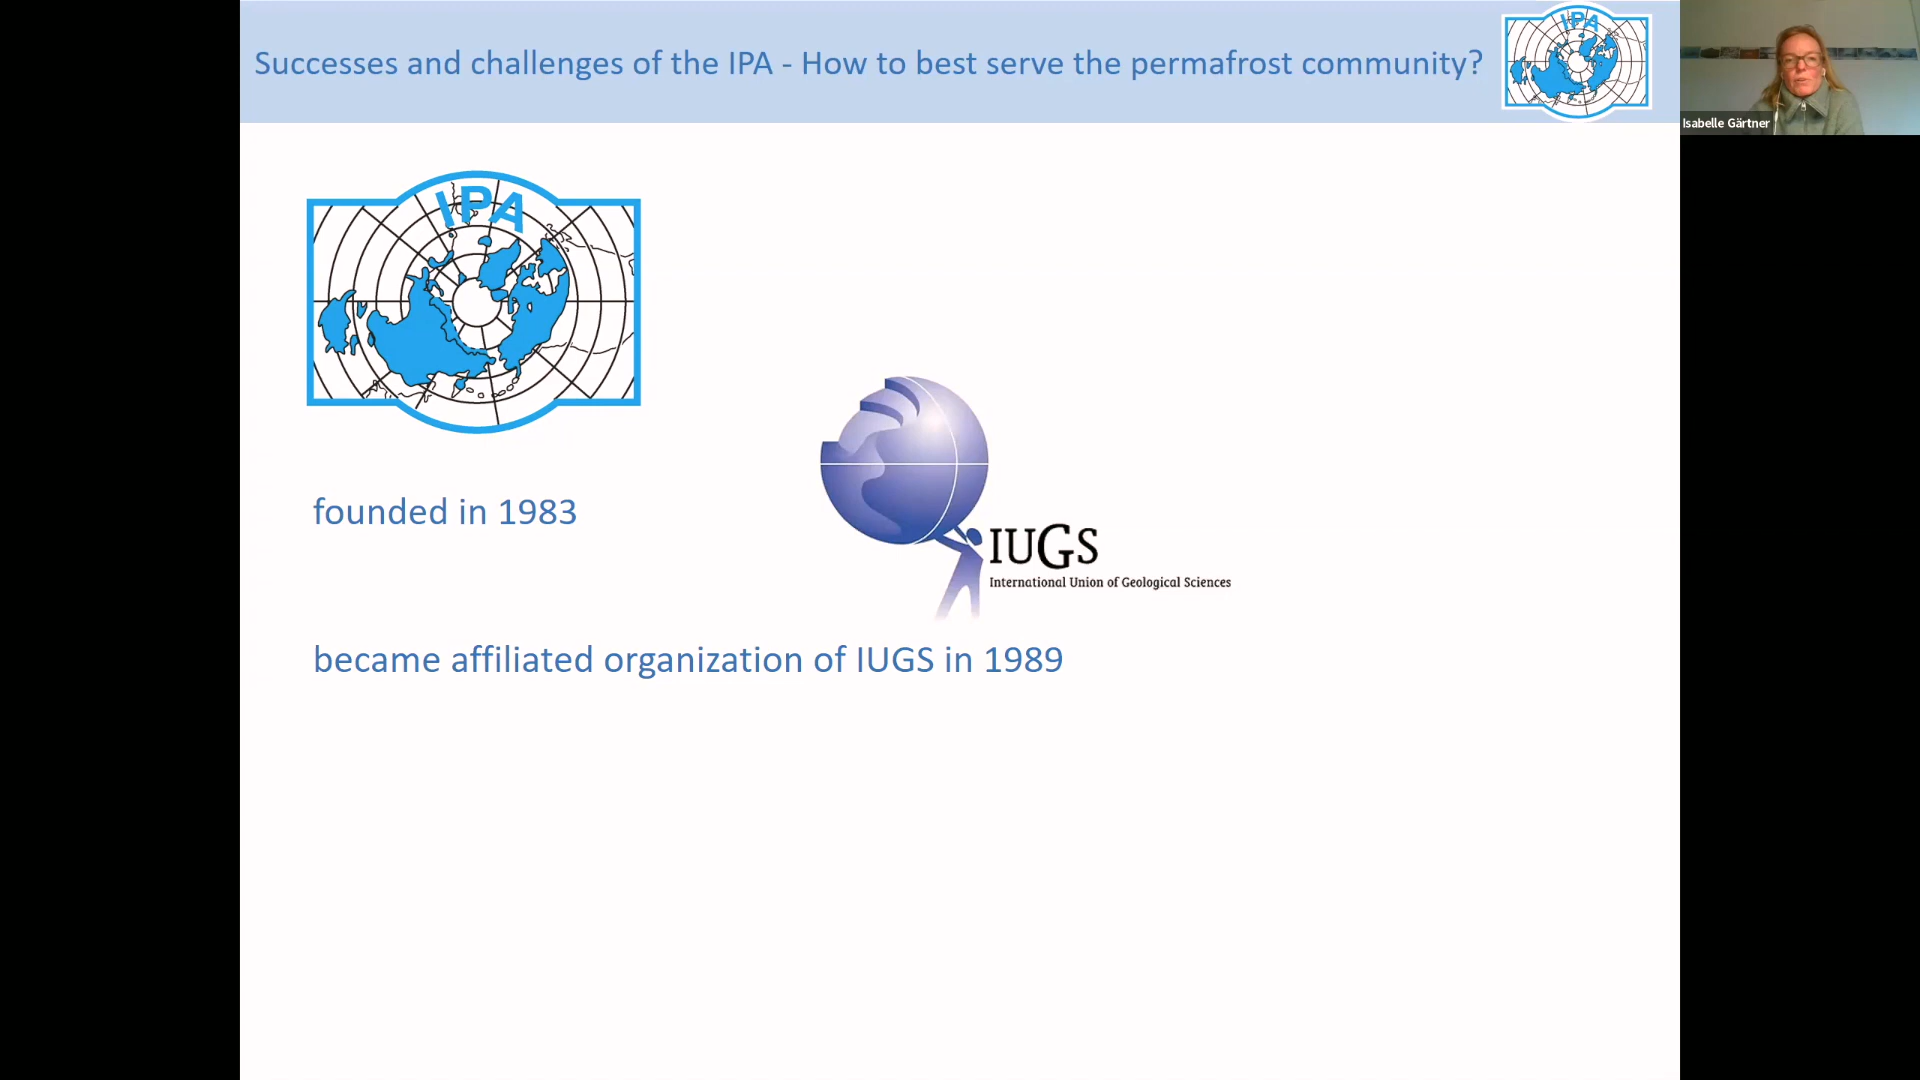 Successes and challenges of the IPA - How to best serve the permafrost community?
IPA
Isabelle Gärtner
IPA
founded in 1983
IUGS
International Union of Geological Sciences
became affiliated organization of IUGS in 1989